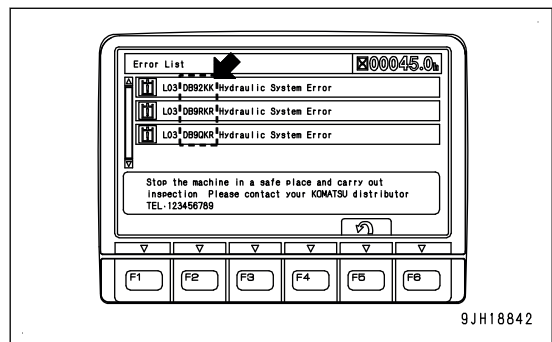 Error List 00045.0h
L03 DB92KK Hydraulic System Error
L03 DB9RKR Hydraulic System Error
L03 DB9QKR Hydraulic System Error
Stop the machine in a safe place and carry out
inspection Please contact your KOMATSU distributor
TEL·123456789
F1 F2 F3 F4 F5 F6
9JH18842